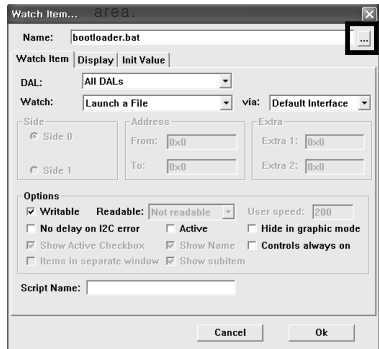 area.
Watch Item...
Name: bootloader.bat ...
Watch Item Display Init Value
DAL: All DALs
Watch: Launch a File via: Default Interface
Side Address Extra
Side 0 From: 0x0 Extra 1: 0x0
Side 1 To: 0x0 Extra 2: 0x0
Options
Writable Readable: Not readable User speed: 200
No delay on I2C error Active Hide in graphic mode
Show Active Checkbox Show Name Controls always on
Items in separate window Show subitem
Script Name:
Cancel Ok